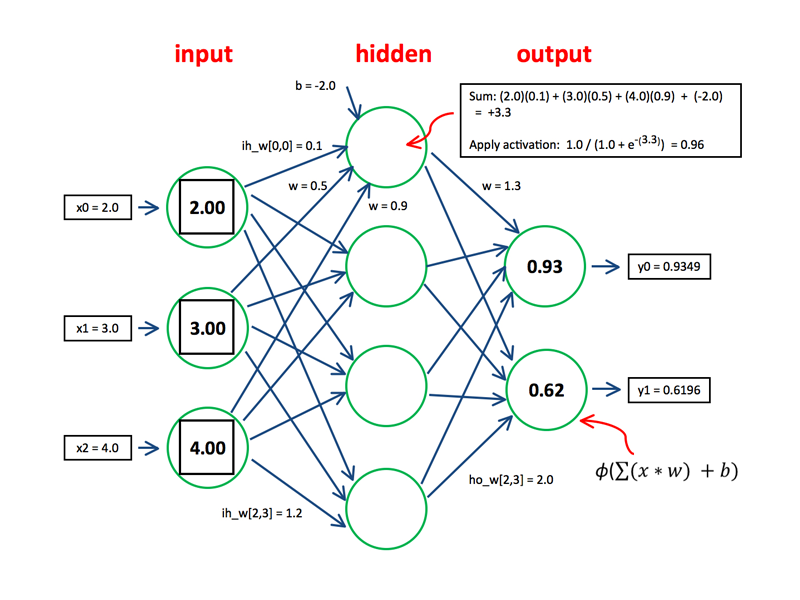 input
hidden
output
b = -2.0
Sum: (2.0)(0.1) + (3.0)(0.5) + (4.0)(0.9) + (-2.0)
= +3.3
Apply activation: 1.0 / (1.0 + e^-(3.3)) = 0.96
ih_w[0,0] = 0.1
w = 0.5
w = 0.9
w = 1.3
x0 = 2.0
2.00
0.93
y0 = 0.9349
x1 = 3.0
3.00
0.62
y1 = 0.6196
x2 = 4.0
4.00
ϕ(∑(x ∗ w) + b)
ho_w[2,3] = 2.0
ih_w[2,3] = 1.2